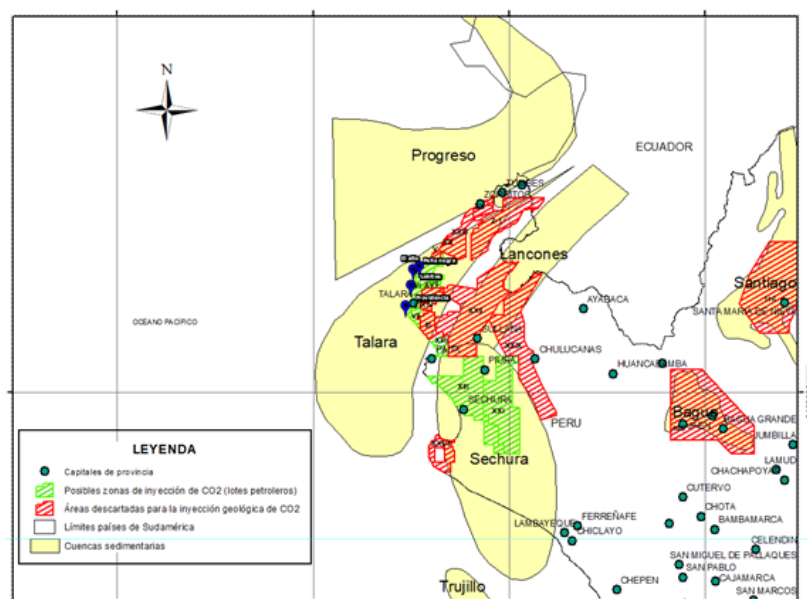 N
Progreso
ECUADOR
Lancones
Santiago
SANTA MARIA DE NIEVA
TALARA
OCEANO PACÍFICO
AYABACA
Talara
SULLANA
CHULUCANAS
HUANCABAMBA
PIURA
SECHURA
PERU
Bagua
BAGUA GRANDE
JUMBILLA
Sechura
LAMUD
CHACHAPOYAS
CUTERVO
CHOTA
FERREÑAFE
LAMBAYEQUE
BAMBAMARCA
CHICLAYO
CELENDIN
SAN MIGUEL DE PALLAQUES
SAN PABLO
CAJAMARCA
CHEPEN
SAN MARCOS
Trujillo
LEYENDA
Capitales de provincia
Posibles zonas de inyección de CO2 (lotes petroleros)
Áreas descartadas para la inyección geológica de CO2
Límites países de Sudamérica
Cuencas sedimentarias